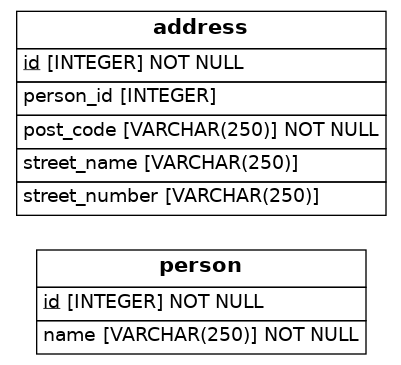 address
id [INTEGER] NOT NULL
person_id [INTEGER]
post_code [VARCHAR(250)] NOT NULL
street_name [VARCHAR(250)]
street_number [VARCHAR(250)]
person
id [INTEGER] NOT NULL
name [VARCHAR(250)] NOT NULL